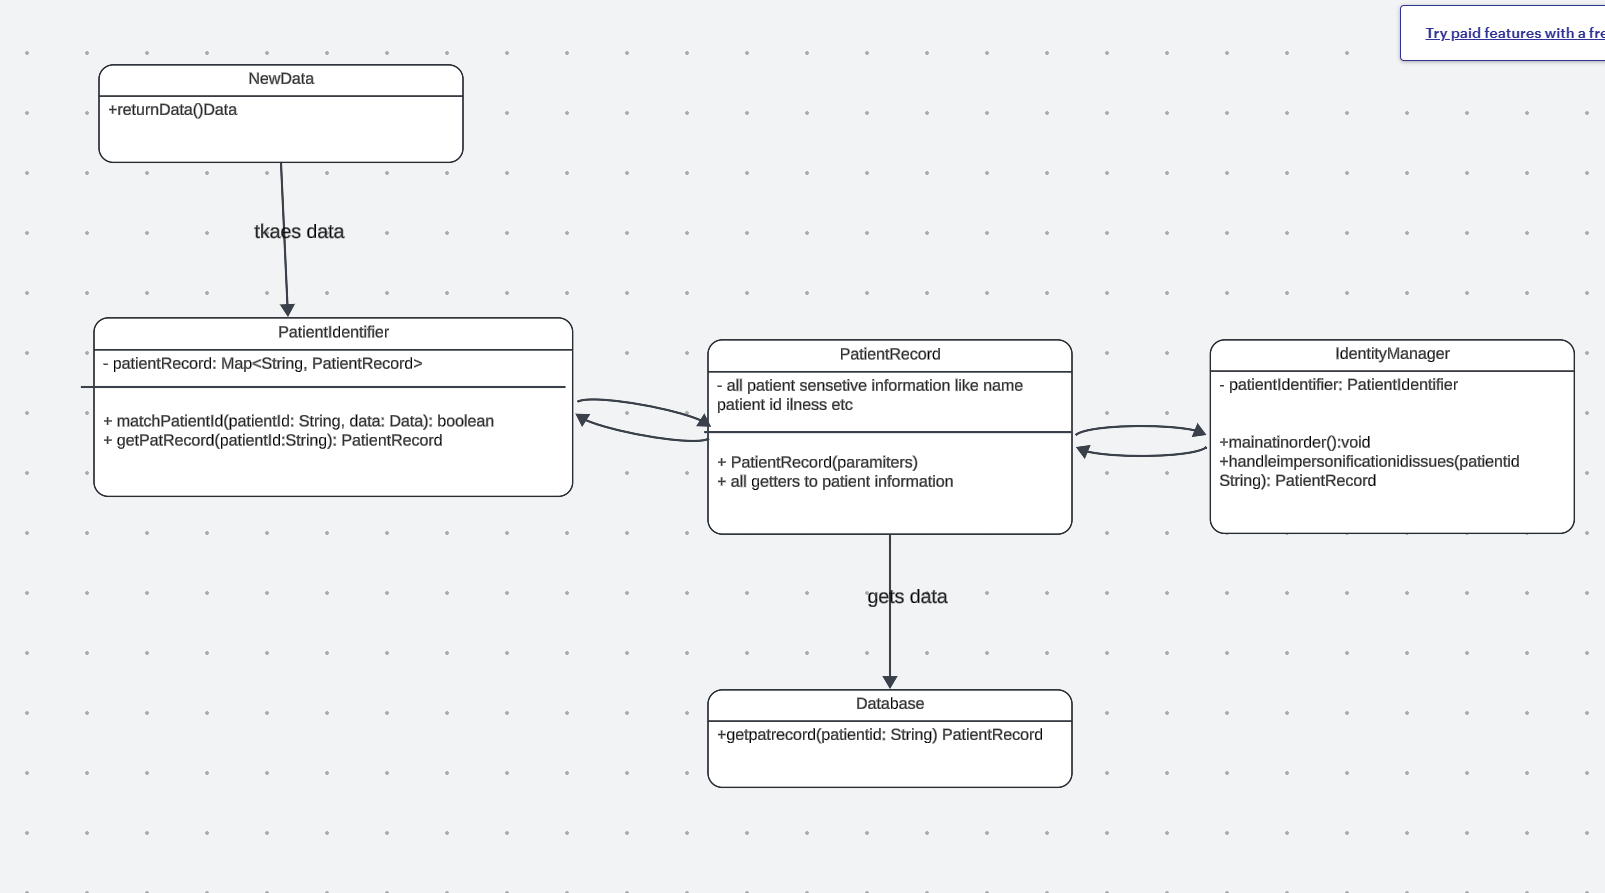 Try paid features with a fre
NewData
+returnData()Data
tkaes data
PatientIdentifier
- patientRecord: Map<String, PatientRecord>
+ matchPatientId(patientId: String, data: Data): boolean
+ getPatRecord(patientId:String): PatientRecord
PatientRecord
- all patient sensetive information like name
patient id ilness etc
+ PatientRecord(paramiters)
+ all getters to patient information
IdentityManager
- patientIdentifier: PatientIdentifier
+mainatinorder():void
+handleimpersonificationidissues(patientid
String): PatientRecord
gets data
Database
+getpatrecord(patientid: String) PatientRecord